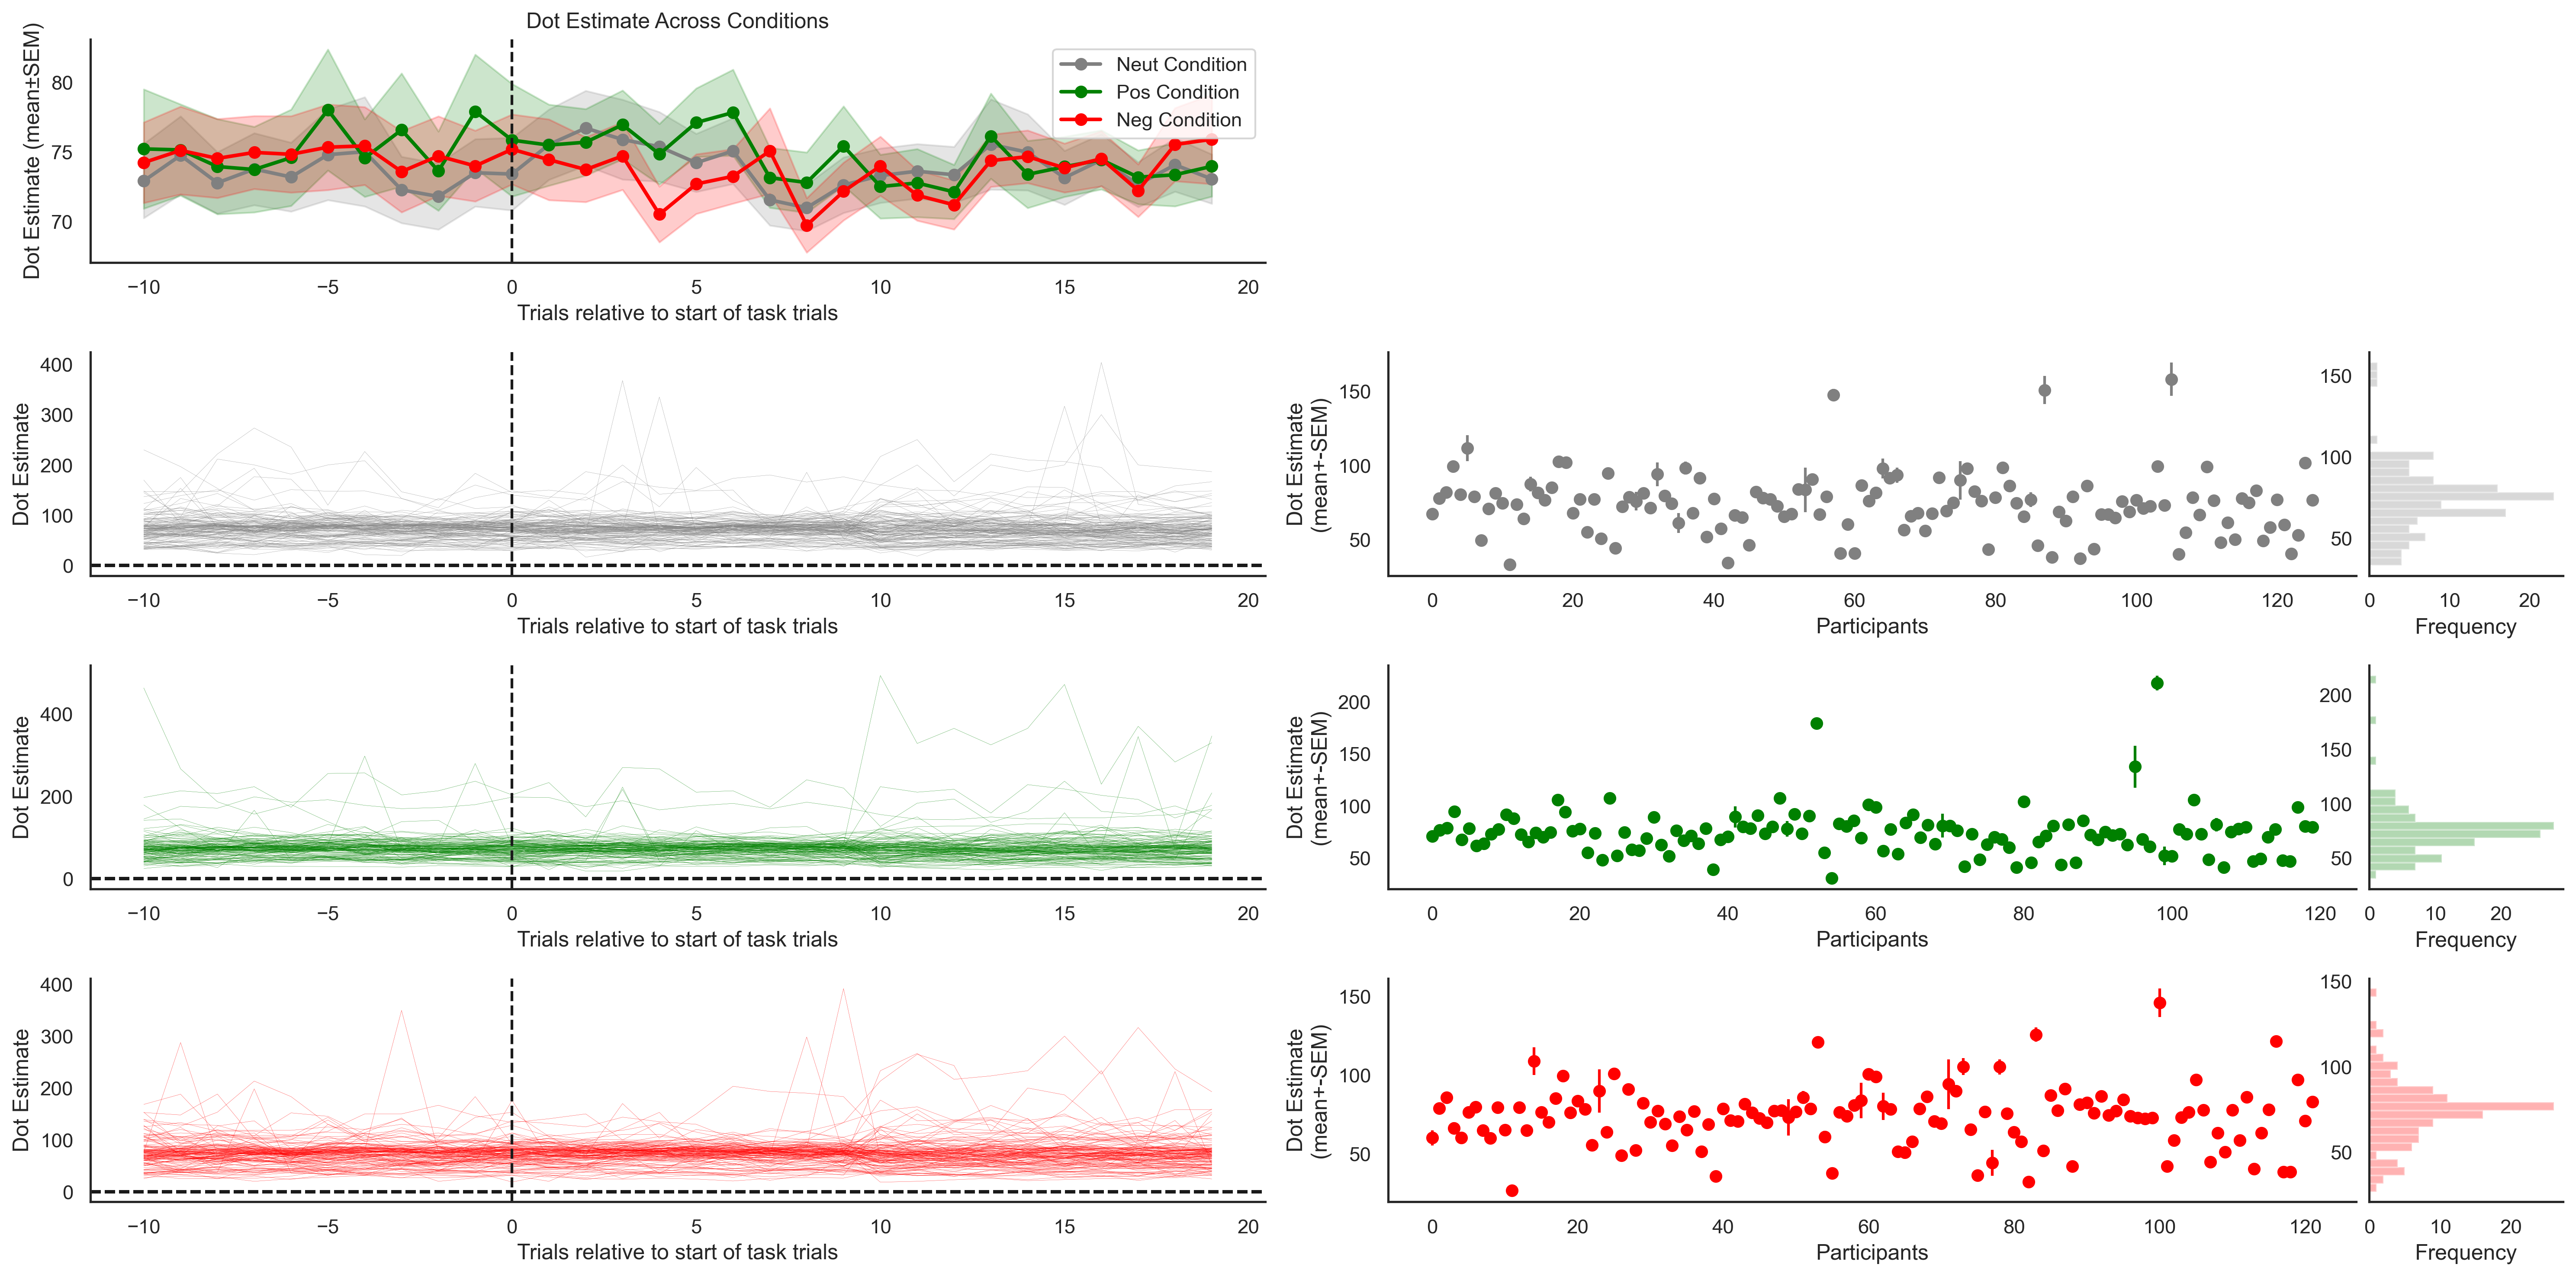 Dot Estimate Across Conditions
Dot Estimate (mean±SEM)
80
75
70
Neut Condition
Pos Condition
Neg Condition
−10 −5 0 5 10 15 20
Trials relative to start of task trials
Dot Estimate
400
300
200
100
0
−10 −5 0 5 10 15 20
Trials relative to start of task trials
Dot Estimate
(mean+-SEM)
150
100
50
0 20 40 60 80 100 120
Participants
150
100
50
0 10 20
Frequency
Dot Estimate
400
200
0
−10 −5 0 5 10 15 20
Trials relative to start of task trials
Dot Estimate
(mean+-SEM)
200
150
100
50
0 20 40 60 80 100 120
Participants
200
150
100
50
0 10 20
Frequency
Dot Estimate
400
300
200
100
0
−10 −5 0 5 10 15 20
Trials relative to start of task trials
Dot Estimate
(mean+-SEM)
150
100
50
0 20 40 60 80 100 120
Participants
150
100
50
0 10 20
Frequency